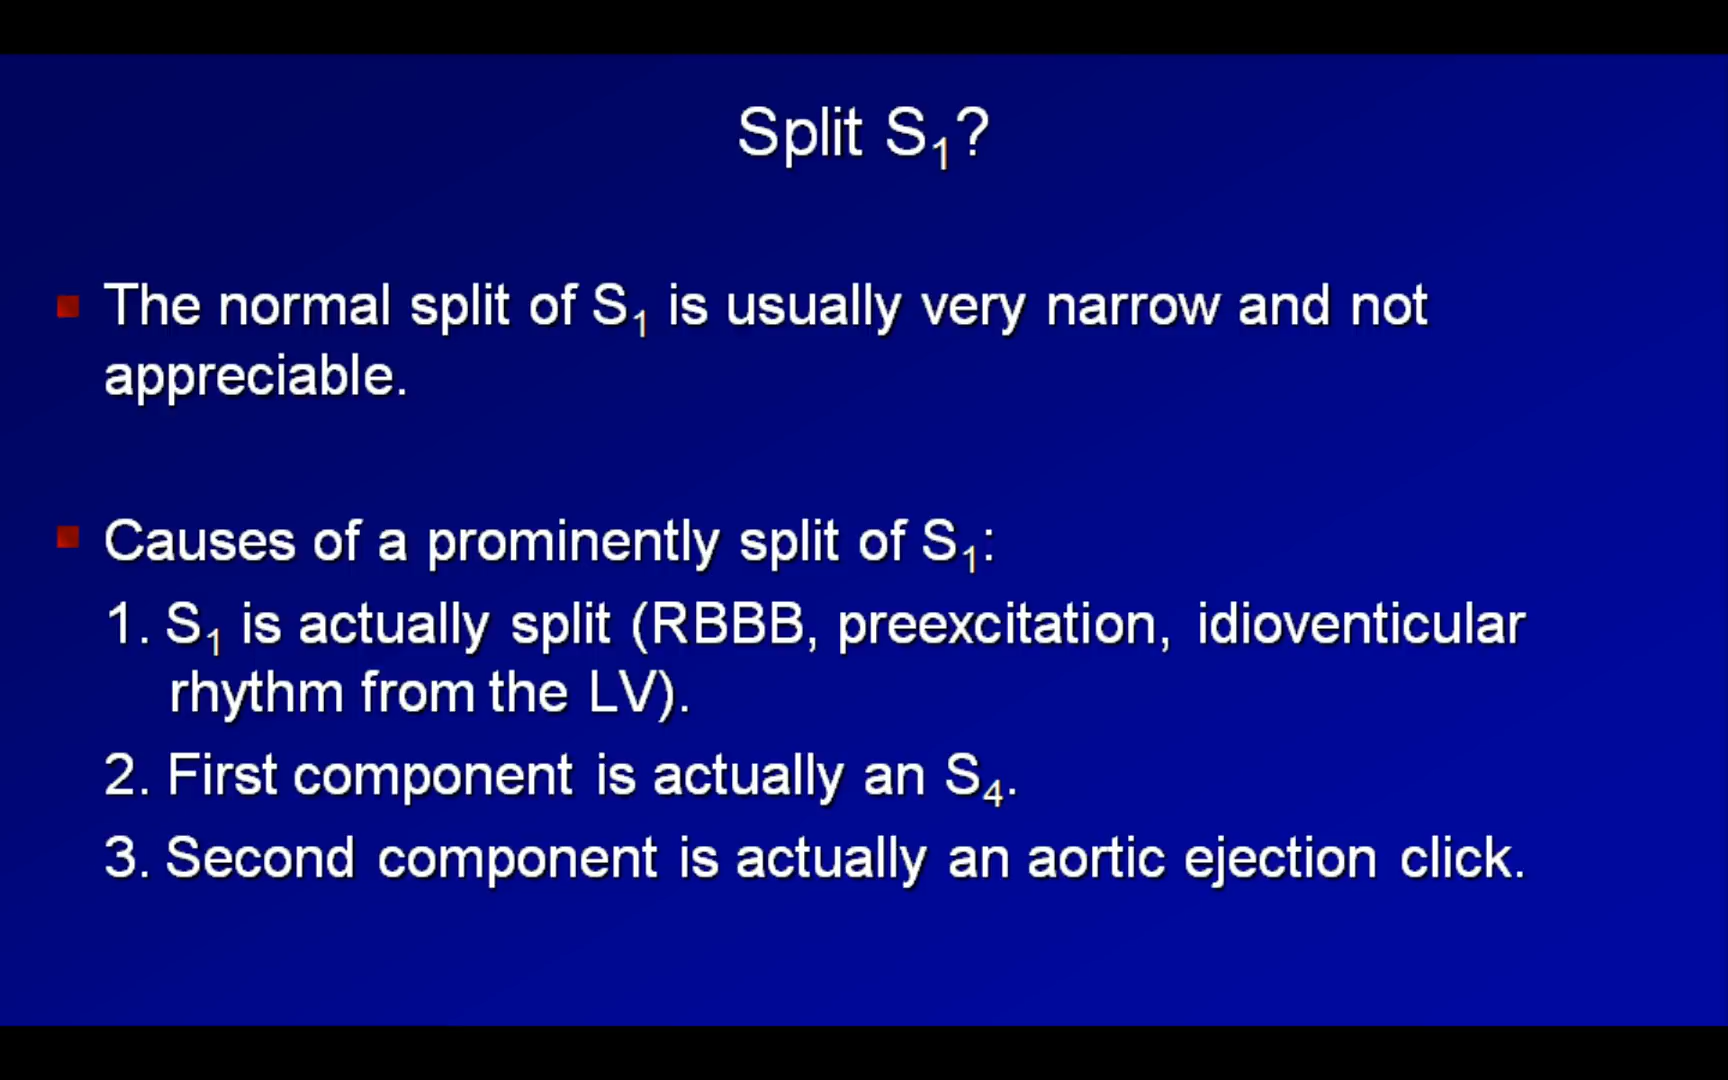 Split S₁?
The normal split of S₁ is usually very narrow and not
appreciable.
Causes of a prominently split of S₁:
1. S₁ is actually split (RBBB, preexcitation, idioventicular
rhythm from the LV).
2. First component is actually an S₄.
3. Second component is actually an aortic ejection click.